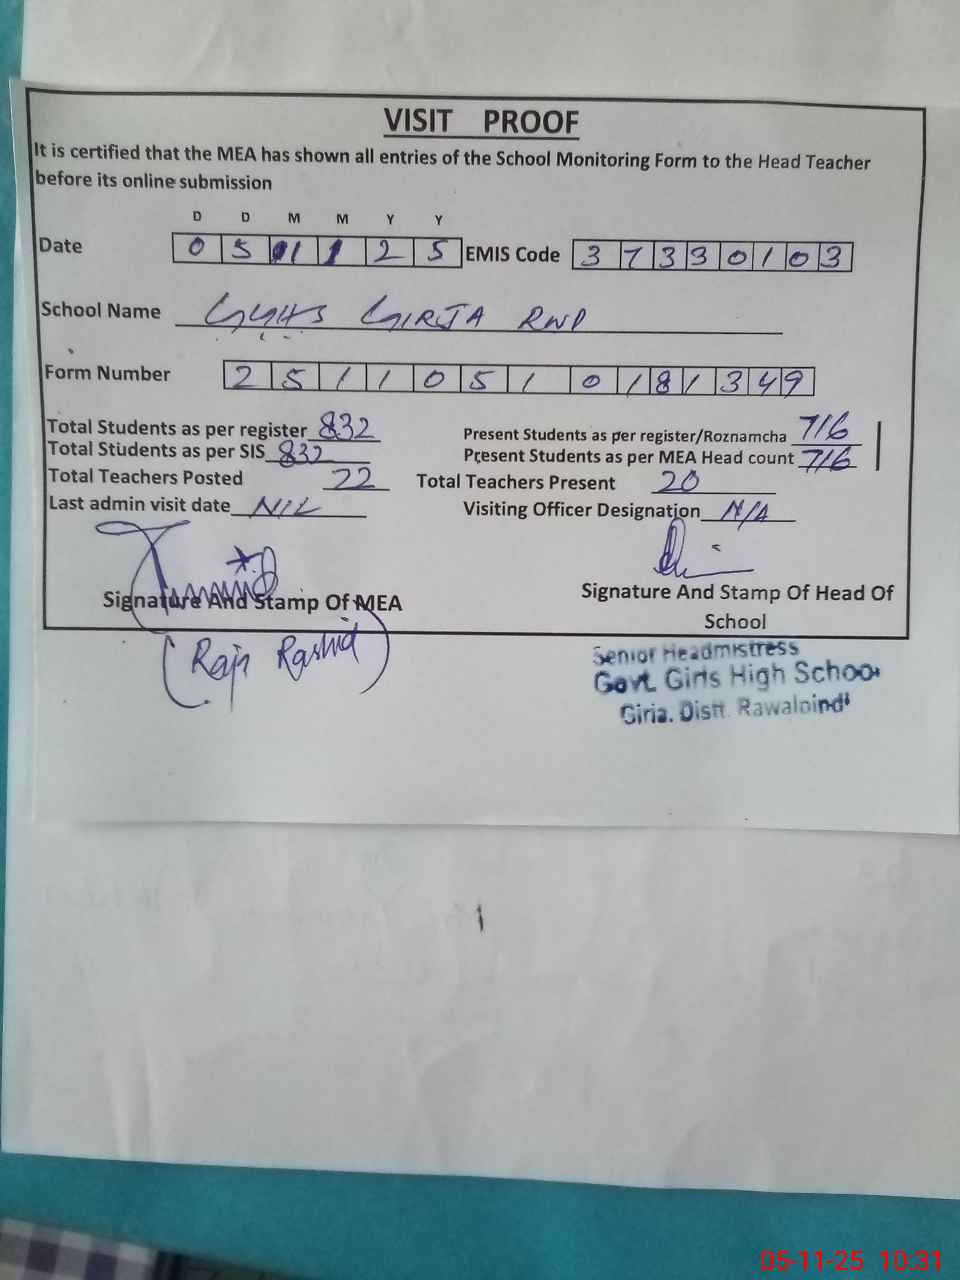 VISIT PROOF
It is certified that the MEA has shown all entries of the School Monitoring Form to the Head Teacher
before its online submission
D D M M Y Y
Date 0 5 1 1 2 5 EMIS Code 3 7 3 3 0 1 0 3
School Name GGHS GIRJA RWP
Form Number 2 5 1 1 0 5 1 0 1 8 1 3 4 9
Total Students as per register 832 Present Students as per register/Roznamcha 716
Total Students as per SIS 832 Present Students as per MEA Head count 716
Total Teachers Posted 22 Total Teachers Present 20
Last admin visit date NIL Visiting Officer Designation N/A
Signature And Stamp Of MEA Signature And Stamp Of Head Of
School
(Raja Rashid)
Senior Headmistress
Govt. Girls High School
Girja. Distt. Rawalpindi
05-11-25 10:31